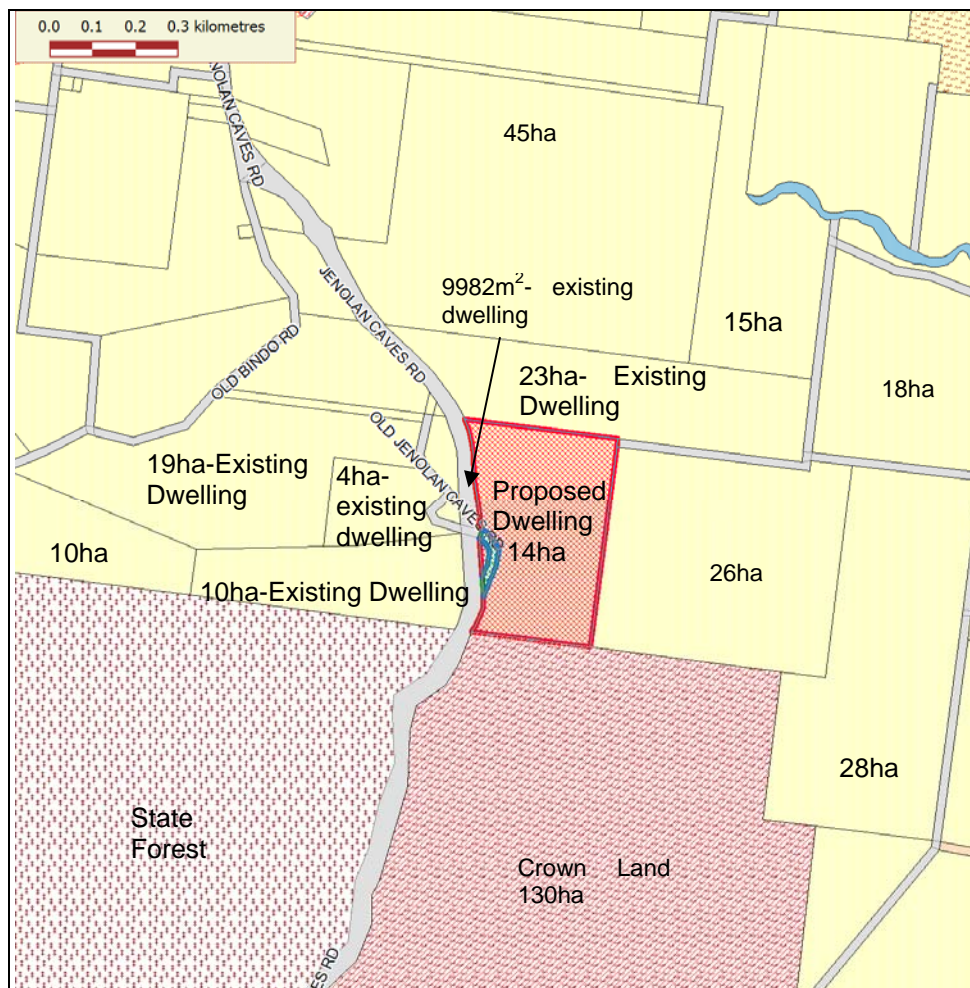 0.0 0.1 0.2 0.3 kilometres
NOLAN CAVES RD
45ha
JENOLAN CAVES RD
9982m²- existing
dwelling
15ha
OLD BINDO RD
23ha- Existing
Dwelling
18ha
OLD JENOLAN CAVES RD
19ha-Existing
Dwelling
4ha-
existing
dwelling
Proposed
Dwelling
14ha
10ha
10ha-Existing Dwelling
26ha
28ha
State
Forest
Crown Land
130ha
ES RD